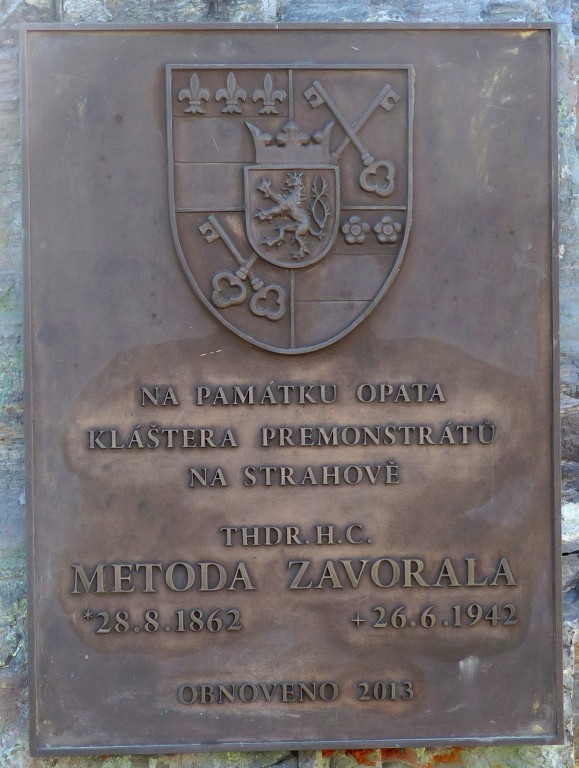 NA PAMÁTKU OPATA
KLÁŠTERA PREMONSTRÁTŮ
NA STRAHOVĚ
THDR.H.C.
METODA ZAVORALA
*28.8.1862 +26.6.1942
OBNOVENO 2013